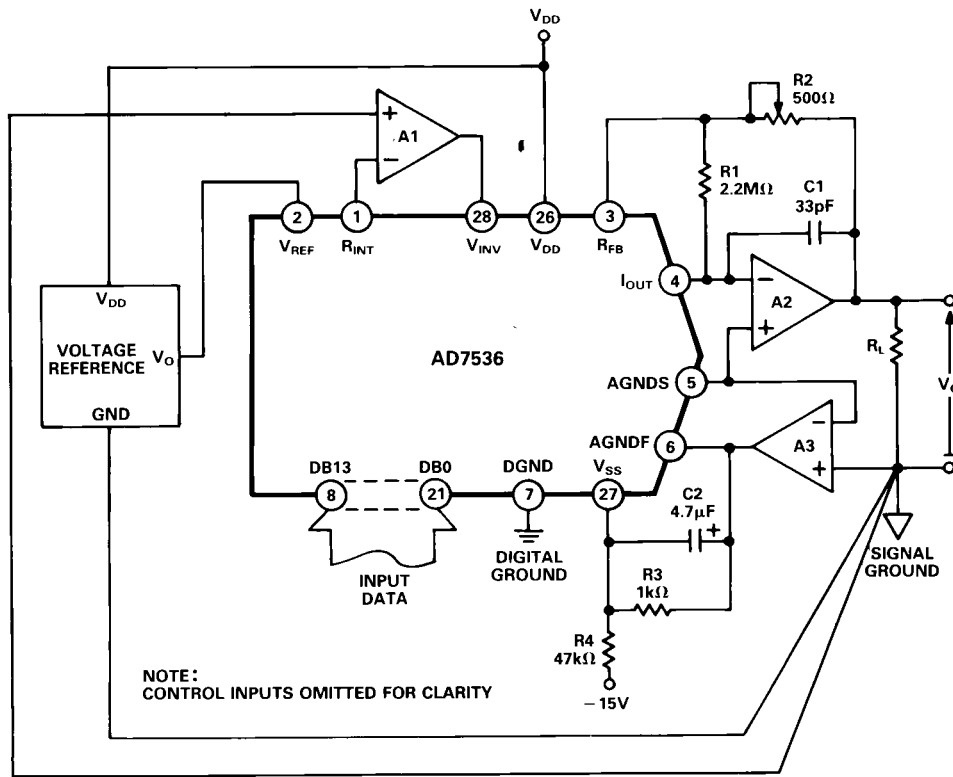 VDD
R2
500Ω
+
A1
−
R1
2.2MΩ
C1
33pF
2
1
28
26
3
VREF
RINT
VINV
VDD
RFB
IOUT
4
−
A2
+
VDD
VOLTAGE
REFERENCE
VO
GND
AD7536
RL
AGNDS
5
AGNDF
6
−
A3
+
VSS
DB13
DB0
DGND
8
21
7
27
C2
4.7μF
+
INPUT
DATA
DIGITAL
GROUND
SIGNAL
GROUND
R3
1kΩ
R4
47kΩ
−15V
NOTE:
CONTROL INPUTS OMITTED FOR CLARITY